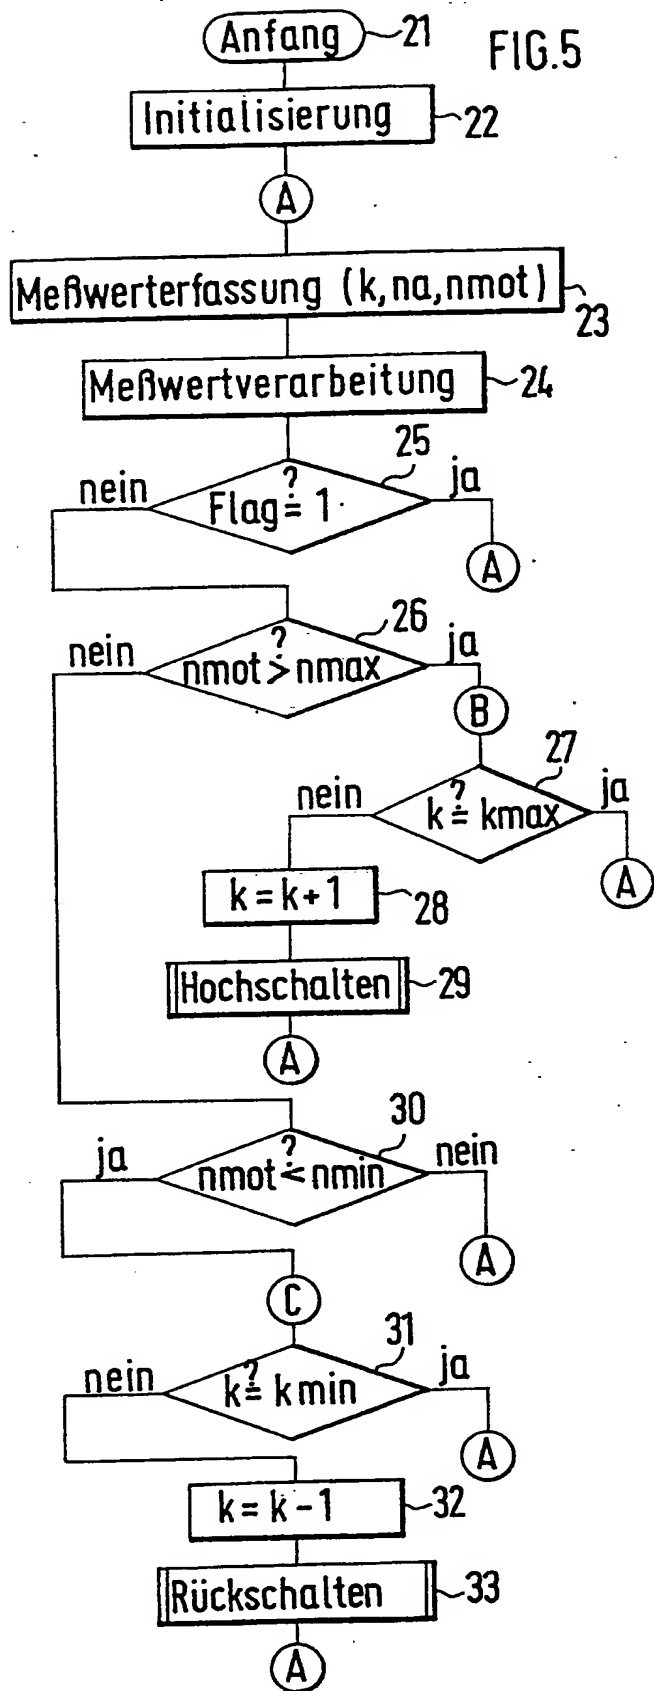 Anfang
21
FIG.5
Initialisierung
22
A
Meßwerterfassung (k,na,nmot)
23
Meßwertverarbeitung
24
25
nein
?
Flag = 1
ja
A
26
nein
?
nmot > nmax
ja
B
27
nein
?
k = kmax
ja
A
k = k+1
28
Hochschalten
29
A
30
ja
?
nmot < nmin
nein
A
C
31
nein
?
k = kmin
ja
A
k = k-1
32
Rückschalten
33
A